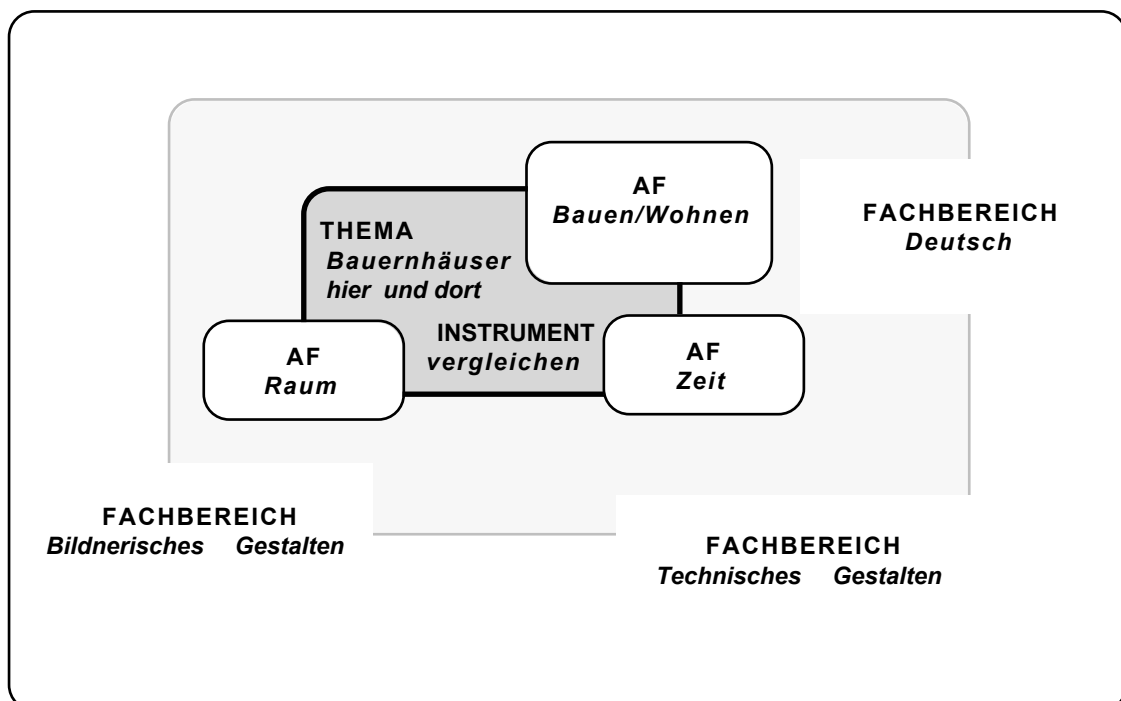 AF
Bauen/Wohnen
FACHBEREICH
Deutsch
THEMA
Bauernhäuser
hier und dort
INSTRUMENT
vergleichen
AF
Raum
AF
Zeit
FACHBEREICH
Bildnerisches Gestalten
FACHBEREICH
Technisches Gestalten